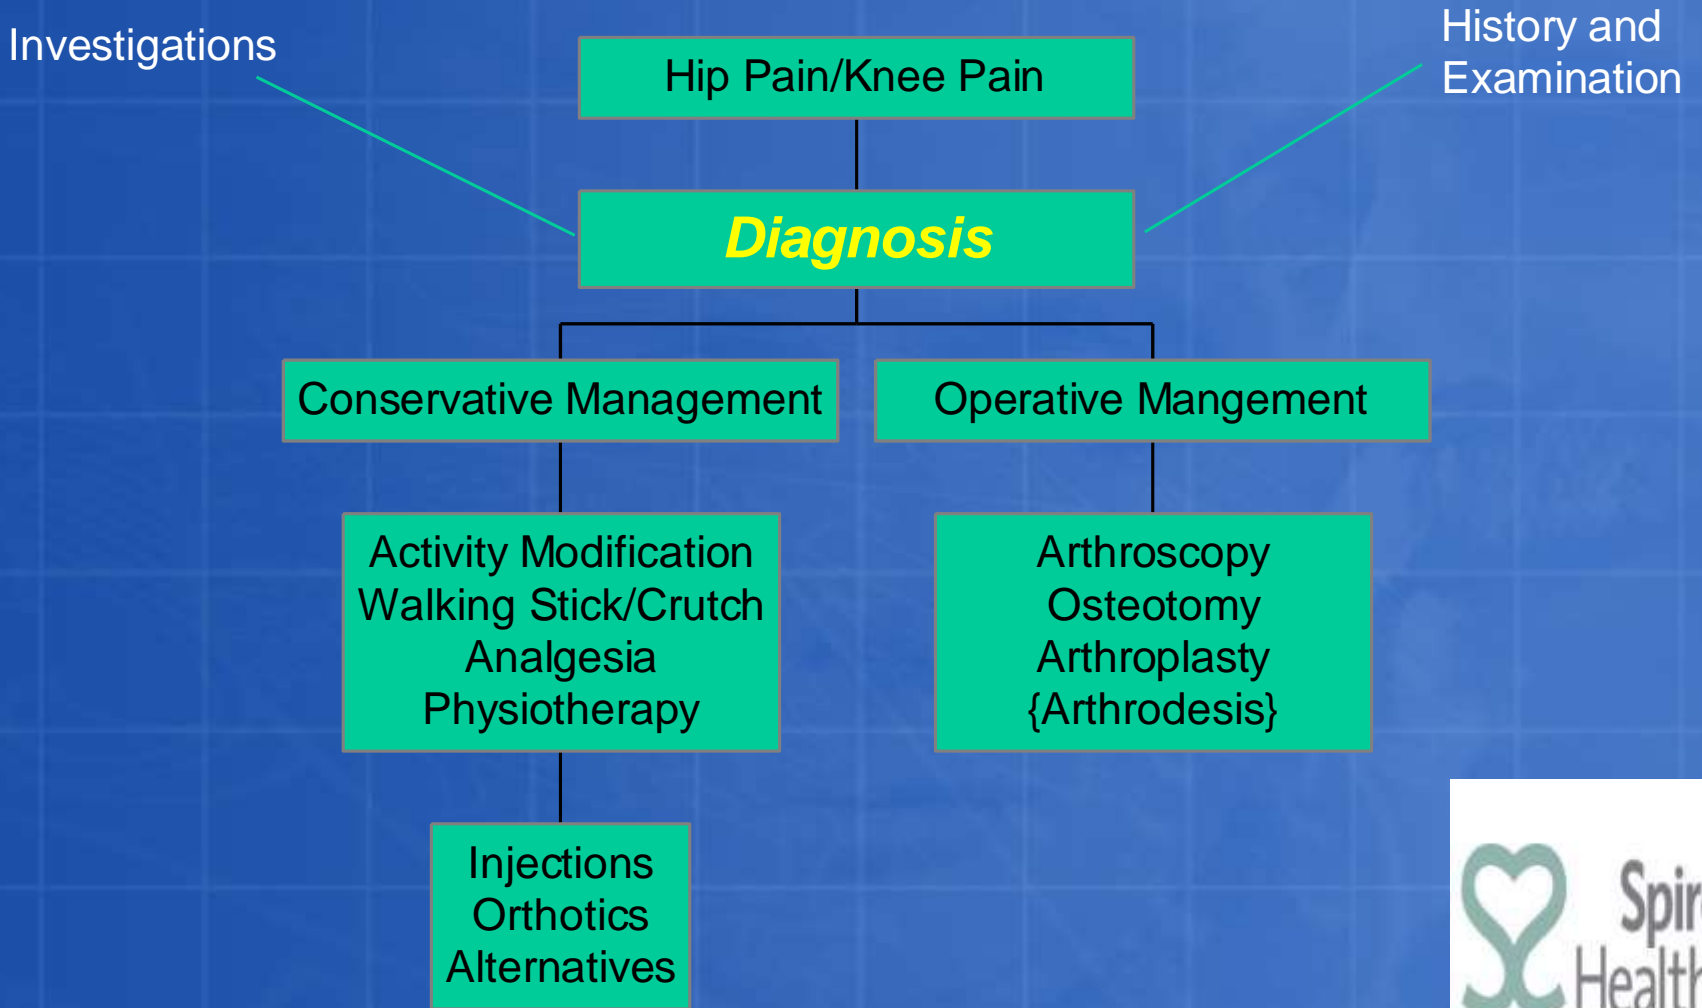 Investigations
Hip Pain/Knee Pain
History and
Examination
Diagnosis
Conservative Management
Operative Mangement
Activity Modification
Walking Stick/Crutch
Analgesia
Physiotherapy
Arthroscopy
Osteotomy
Arthroplasty
{Arthrodesis}
Injections
Orthotics
Alternatives